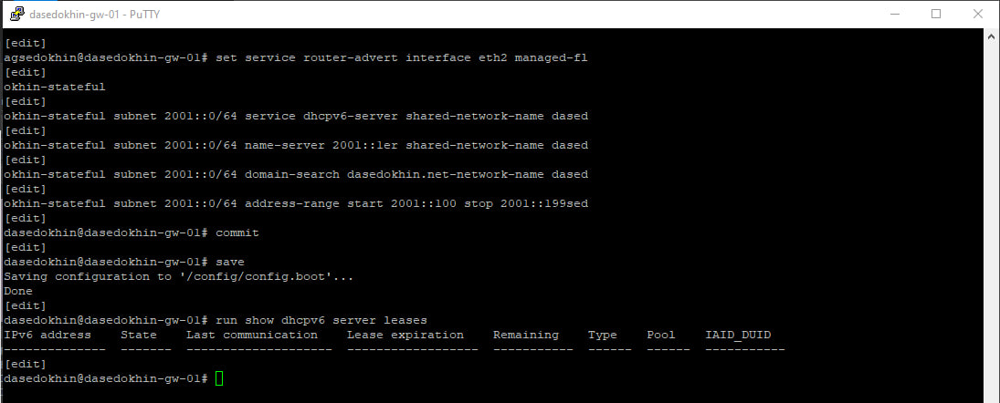 dasedokhin-gw-01 - PuTTY
[edit]
agsedokhin@dasedokhin-gw-01# set service router-advert interface eth2 managed-fl
[edit]
okhin-stateful
[edit]
okhin-stateful subnet 2001::0/64 service dhcpv6-server shared-network-name dased
[edit]
okhin-stateful subnet 2001::0/64 name-server 2001::1er shared-network-name dased
[edit]
okhin-stateful subnet 2001::0/64 domain-search dasedokhin.net-network-name dased
[edit]
okhin-stateful subnet 2001::0/64 address-range start 2001::100 stop 2001::199sed
[edit]
dasedokhin@dasedokhin-gw-01# commit
[edit]
dasedokhin@dasedokhin-gw-01# save
Saving configuration to '/config/config.boot'...
Done
[edit]
dasedokhin@dasedokhin-gw-01# run show dhcpv6 server leases
IPv6 address    State    Last communication    Lease expiration    Remaining    Type    Pool    IAID_DUID
--------------  -------  --------------------  ------------------  -----------  ------  ------  -----------
[edit]
dasedokhin@dasedokhin-gw-01#